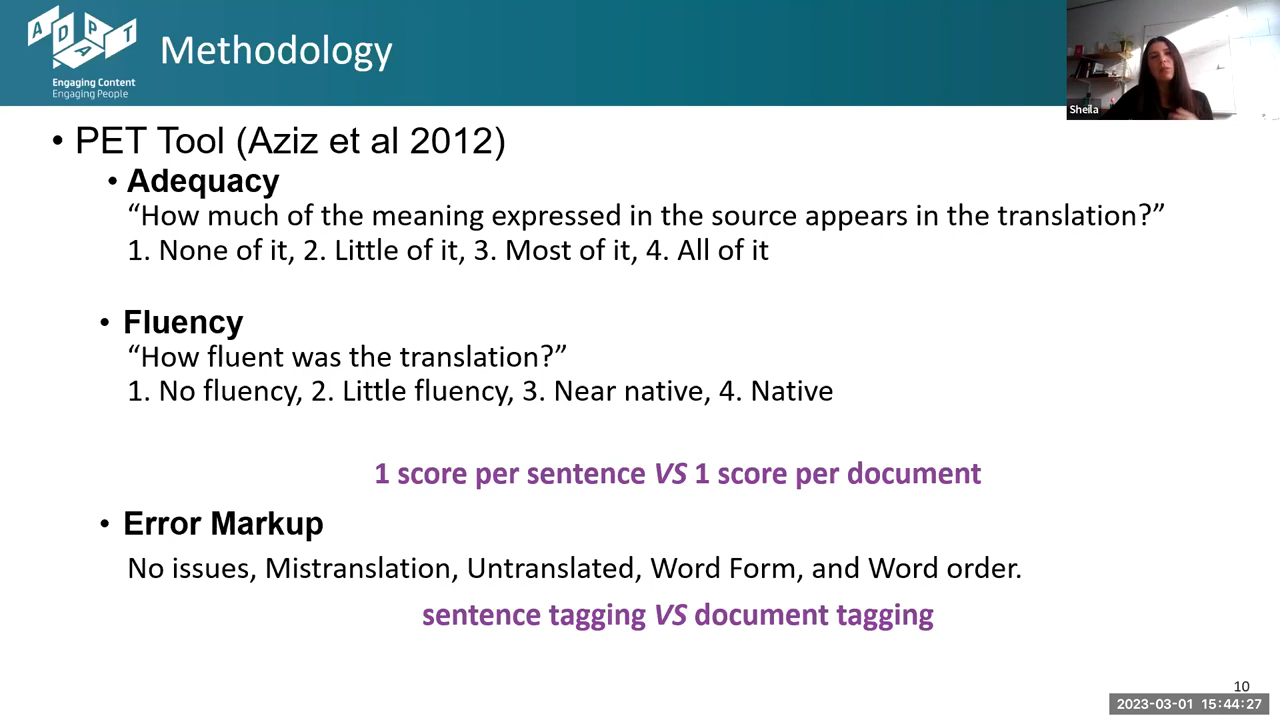 ADAPT
Engaging Content
Engaging People
Methodology
Sheila
• PET Tool (Aziz et al 2012)
• Adequacy
“How much of the meaning expressed in the source appears in the translation?”
1. None of it, 2. Little of it, 3. Most of it, 4. All of it
• Fluency
“How fluent was the translation?”
1. No fluency, 2. Little fluency, 3. Near native, 4. Native
1 score per sentence VS 1 score per document
• Error Markup
No issues, Mistranslation, Untranslated, Word Form, and Word order.
sentence tagging VS document tagging
10
2023-03-01 15:44:27